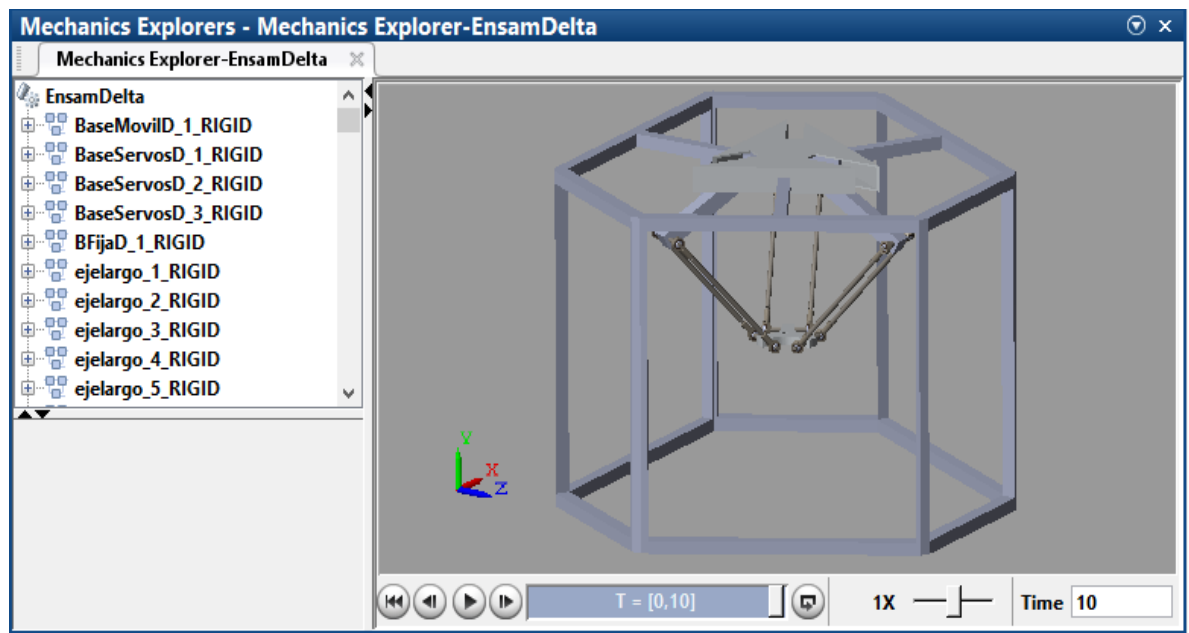 Mechanics Explorers - Mechanics Explorer-EnsamDelta
Mechanics Explorer-EnsamDelta
EnsamDelta
BaseMovilD_1_RIGID
BaseServosD_1_RIGID
BaseServosD_2_RIGID
BaseServosD_3_RIGID
BFijaD_1_RIGID
ejelargo_1_RIGID
ejelargo_2_RIGID
ejelargo_3_RIGID
ejelargo_4_RIGID
ejelargo_5_RIGID
Y
X
Z
T = [0,10]
1X
Time 10